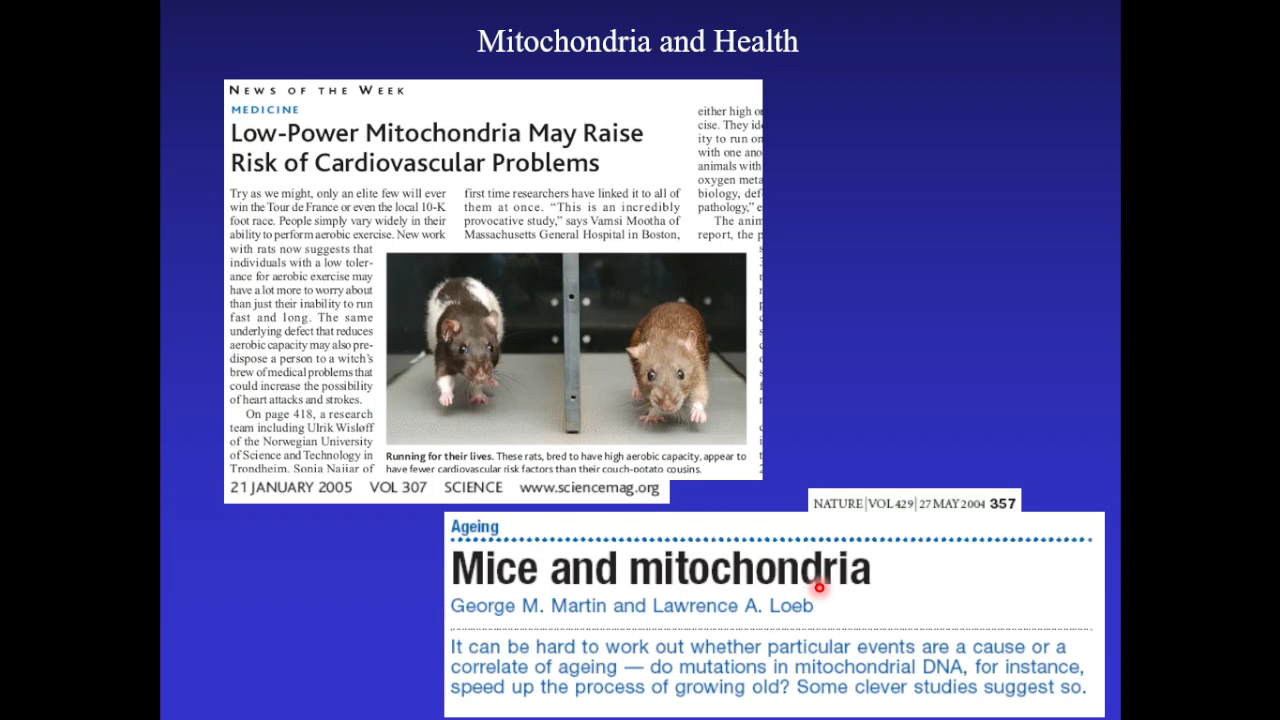 Mitochondria and Health
NEWS OF THE WEEK
MEDICINE
Low-Power Mitochondria May Raise
Risk of Cardiovascular Problems
Try as we might, only an elite few will ever
win the Tour de France or even the local 10-K
foot race. People simply vary widely in their
ability to perform aerobic exercise. New work
with rats now suggests that
individuals with a low toler-
ance for aerobic exercise may
have a lot more to worry about
than just their inability to run
fast and long. The same
underlying defect that reduces
aerobic capacity may also pre-
dispose a person to a witch's
brew of medical problems that
could increase the possibility
of heart attacks and strokes.
On page 418, a research
team including Ulrik Wisløff
of the Norwegian University
of Science and Technology in
Trondheim, Sonia Najjar of
first time researchers have linked it to all of
them at once. “This is an incredibly
provocative study,” says Vamsi Mootha of
Massachusetts General Hospital in Boston,
either high
cise. They
ity to run
with one
animals with
oxygen
biology,
pathology,”
The
report, the
Running for their lives. These rats, bred to have high aerobic capacity, appear to
have fewer cardiovascular risk factors than their couch-potato cousins.
21 JANUARY 2005 VOL 307 SCIENCE www.sciencemag.org
NATURE | VOL 429 | 27 MAY 2004 357
Ageing
Mice and mitochondria
George M. Martin and Lawrence A. Loeb
It can be hard to work out whether particular events are a cause or a
correlate of ageing — do mutations in mitochondrial DNA, for instance,
speed up the process of growing old? Some clever studies suggest so.